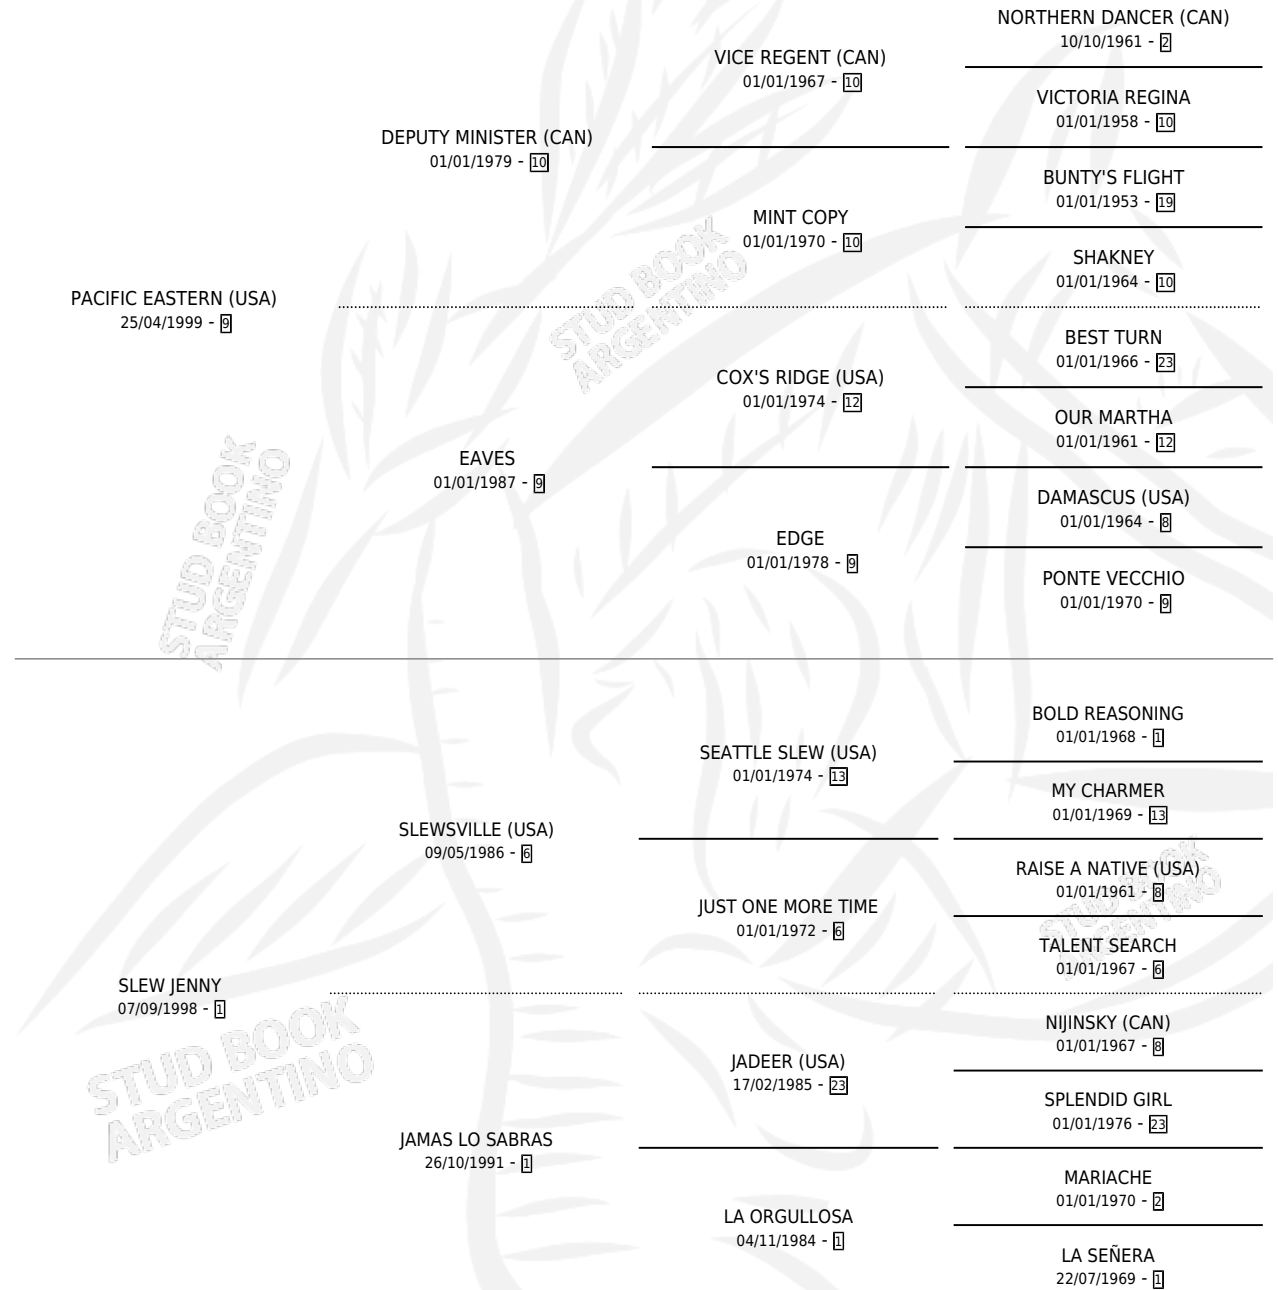 NORTHERN DANCER (CAN)
10/10/1961 - 2
VICE REGENT (CAN)
01/01/1967 - 10
VICTORIA REGINA
01/01/1958 - 10
DEPUTY MINISTER (CAN)
01/01/1979 - 10
BUNTY'S FLIGHT
01/01/1953 - 19
MINT COPY
01/01/1970 - 10
SHAKNEY
01/01/1964 - 10
PACIFIC EASTERN (USA)
25/04/1999 - 9
BEST TURN
01/01/1966 - 23
COX'S RIDGE (USA)
01/01/1974 - 12
OUR MARTHA
01/01/1961 - 12
EAVES
01/01/1987 - 9
DAMASCUS (USA)
01/01/1964 - 8
EDGE
01/01/1978 - 9
PONTE VECCHIO
01/01/1970 - 9
BOLD REASONING
01/01/1968 - 1
SEATTLE SLEW (USA)
01/01/1974 - 13
MY CHARMER
01/01/1969 - 13
SLEWSVILLE (USA)
09/05/1986 - 6
RAISE A NATIVE (USA)
01/01/1961 - 8
JUST ONE MORE TIME
01/01/1972 - 6
TALENT SEARCH
01/01/1967 - 6
SLEW JENNY
07/09/1998 - 1
NIJINSKY (CAN)
01/01/1967 - 8
JADEER (USA)
17/02/1985 - 23
SPLENDID GIRL
01/01/1976 - 23
JAMAS LO SABRAS
26/10/1991 - 1
MARIACHE
01/01/1970 - 2
LA ORGULLOSA
04/11/1984 - 1
LA SEÑERA
22/07/1969 - 1
STUD BOOK
ARGENTINO
STUD BOOK
ARGENTINO
STUD BOOK
ARGENTINO
STUD BOOK
ARGENTINO